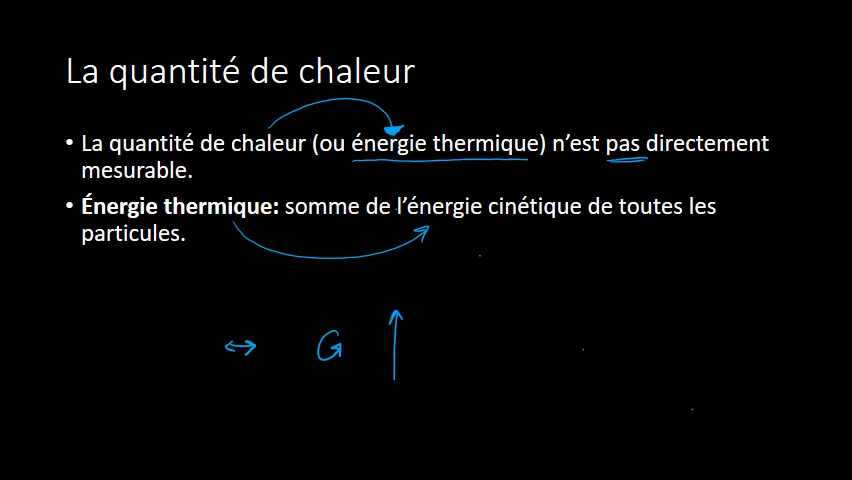 La quantité de chaleur
• La quantité de chaleur (ou énergie thermique) n’est pas directement
mesurable.
• Énergie thermique: somme de l’énergie cinétique de toutes les
particules.